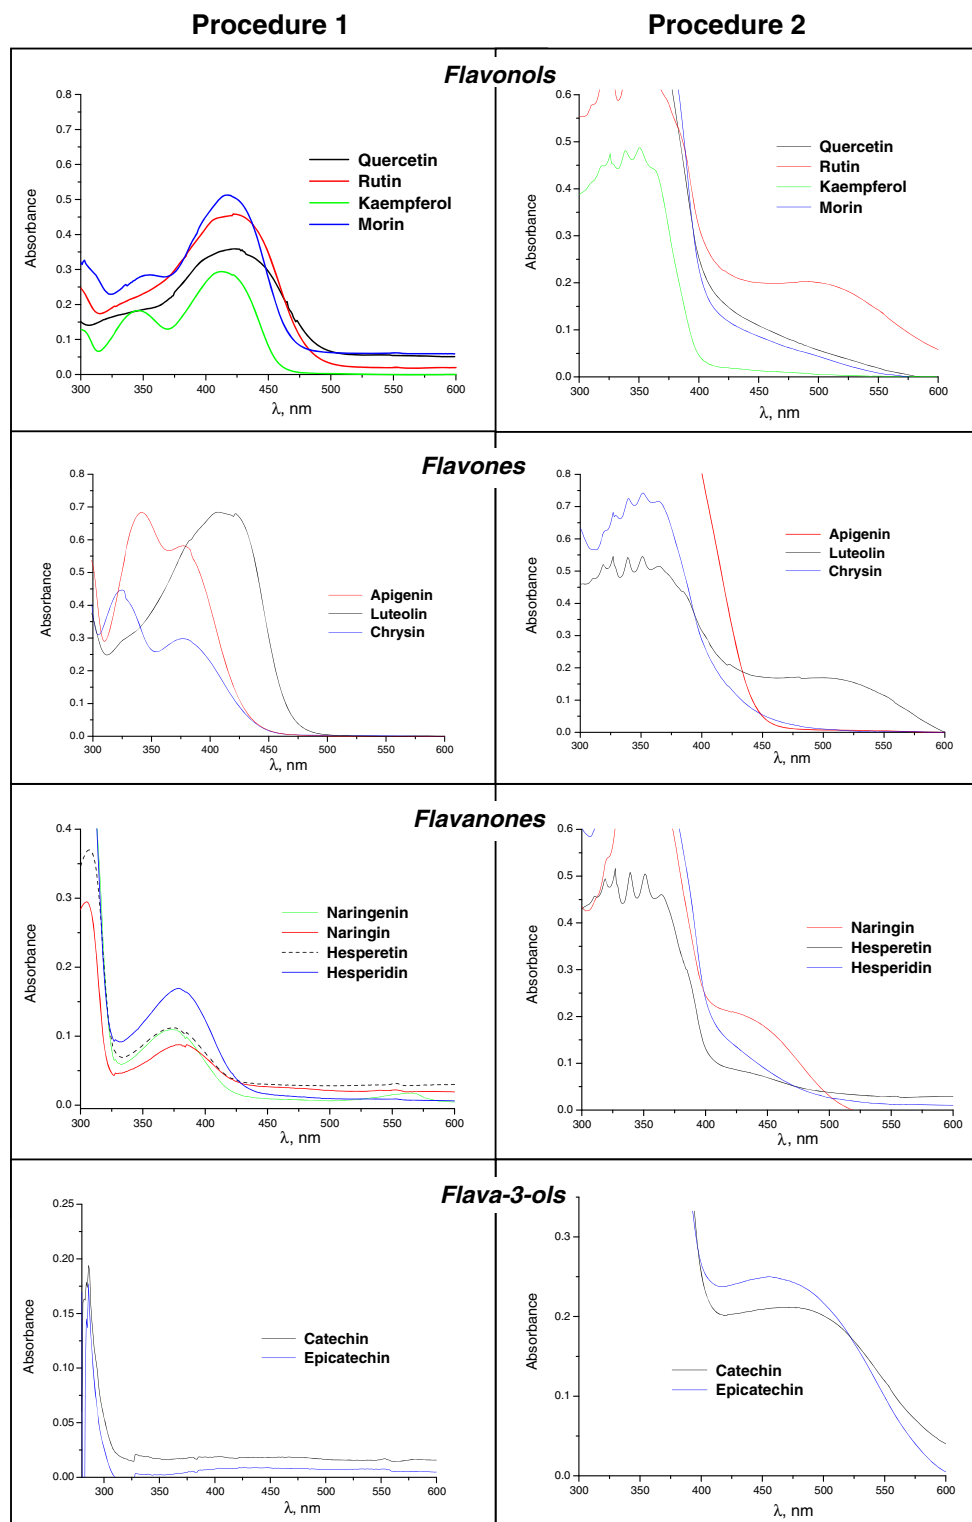 Procedure 1
Procedure 2
Flavonols
0.8
0.7
0.6
0.5
0.4
0.3
0.2
0.1
0.0
Absorbance
Quercetin
Rutin
Kaempferol
Morin
300 350 400 450 500 550 600
λ, nm
0.6
0.5
0.4
0.3
0.2
0.1
0.0
Absorbance
Quercetin
Rutin
Kaempferol
Morin
300 350 400 450 500 550 600
λ, nm
Flavones
0.8
0.7
0.6
0.5
0.4
0.3
0.2
0.1
0.0
Absorbance
Apigenin
Luteolin
Chrysin
300 350 400 450 500 550 600
λ, nm
0.8
0.7
0.6
0.5
0.4
0.3
0.2
0.1
0.0
Absorbance
Apigenin
Luteolin
Chrysin
300 350 400 450 500 550 600
λ, nm
Flavanones
0.4
0.3
0.2
0.1
0.0
Absorbance
Naringenin
Naringin
Hesperetin
Hesperidin
300 350 400 450 500 550 600
λ, nm
0.6
0.5
0.4
0.3
0.2
0.1
0.0
Absorbance
Naringin
Hesperetin
Hesperidin
300 350 400 450 500 550 600
λ, nm
Flava-3-ols
0.25
0.20
0.15
0.10
0.05
0.00
Absorbance
Catechin
Epicatechin
300 350 400 450 500 550 600
λ, nm
0.3
0.2
0.1
0.0
Absorbance
Catechin
Epicatechin
300 350 400 450 500 550 600
λ, nm